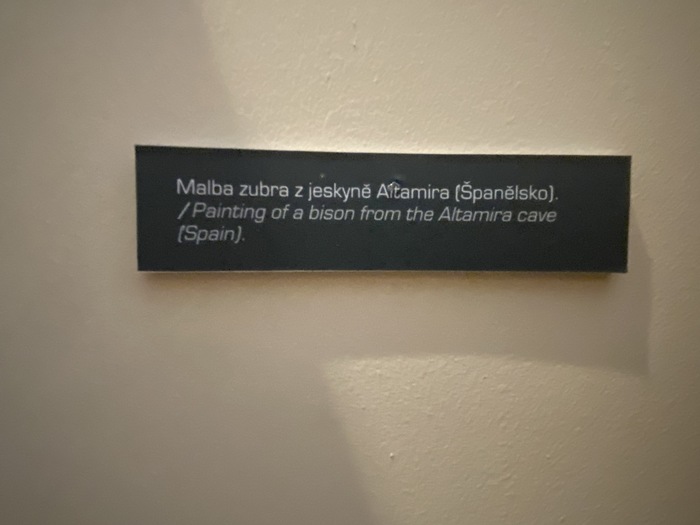 Malba zubra z jeskyně Altamira (Španělsko).
/Painting of a bison from the Altamira cave
(Spain).